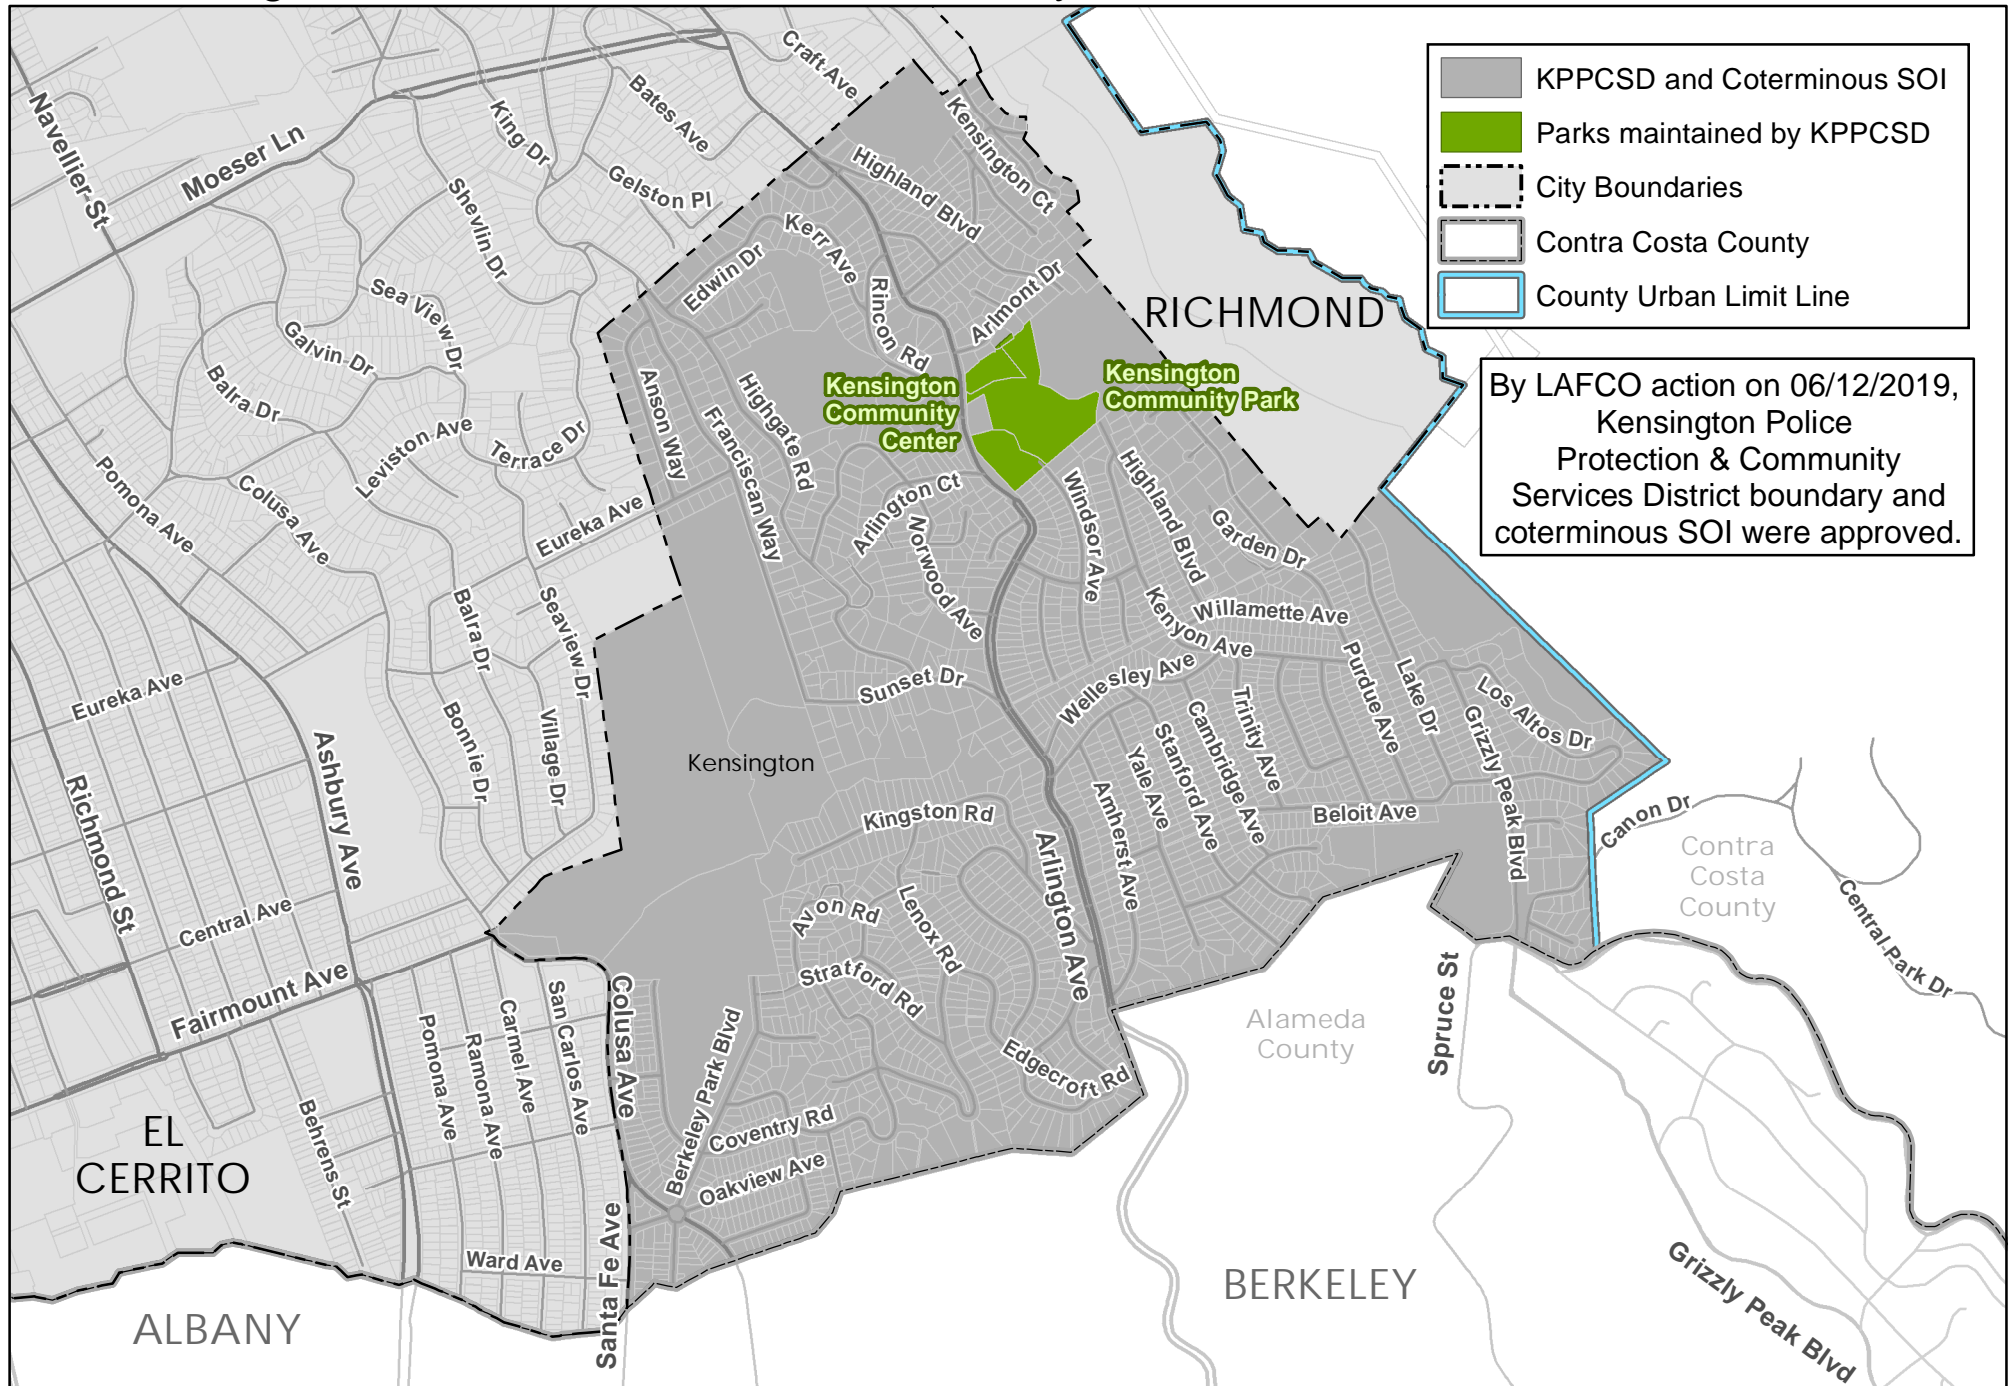 KPPCSD and Coterminous SOI
Parks maintained by KPPCSD
City Boundaries
Contra Costa County
County Urban Limit Line
By LAFCO action on 06/12/2019,
Kensington Police
Protection & Community
Services District boundary and
coterminous SOI were approved.
Craft Ave
Bates Ave
King Dr
Navellier St
Moeser Ln
Gelston Pl
Shevlin Dr
Kensington Ct
Highland Blvd
Kerr Ave
Edwin Dr
Rincon Rd
Arlmont Dr
RICHMOND
Sea View Dr
Galvin Dr
Balra Dr
Leviston Ave
Terrace Dr
Anson Way
Highgate Rd
Franciscan Way
Kensington
Community
Center
Kensington
Community Park
Pomona Ave
Colusa Ave
Eureka Ave
Arlington Ct
Norwood Ave
Windsor Ave
Highland Blvd
Garden Dr
Balra Dr
Seaview Dr
Willamette Ave
Kenyon Ave
Wellesley Ave
Purdue Ave
Lake Dr
Los Altos Dr
Grizzly Peak Blvd
Eureka Ave
Sunset Dr
Bonnie Dr
Village Dr
Trinity Ave
Cambridge Ave
Stanford Ave
Yale Ave
Amherst Ave
Ashbury Ave
Richmond St
Kensington
Kingston Rd
Arlington Ave
Beloit Ave
Canon Dr
Contra
Costa
County
Central Park Dr
Central Ave
Fairmount Ave
Avon Rd
Lenox Rd
Stratford Rd
Colusa Ave
San Carlos Ave
Carmel Ave
Ramona Ave
Pomona Ave
Berkeley Park Blvd
Edgecroft Rd
Alameda
County
Spruce St
EL
CERRITO
Behrens St
Coventry Rd
Oakview Ave
Ward Ave
Santa Fe Ave
ALBANY
BERKELEY
Grizzly Peak Blvd